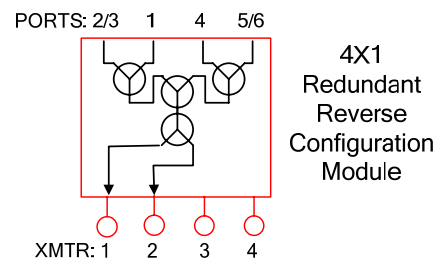 PORTS: 2/3 1 4 5/6
4X1
Redundant
Reverse
Configuration
Module
XMTR: 1 2 3 4